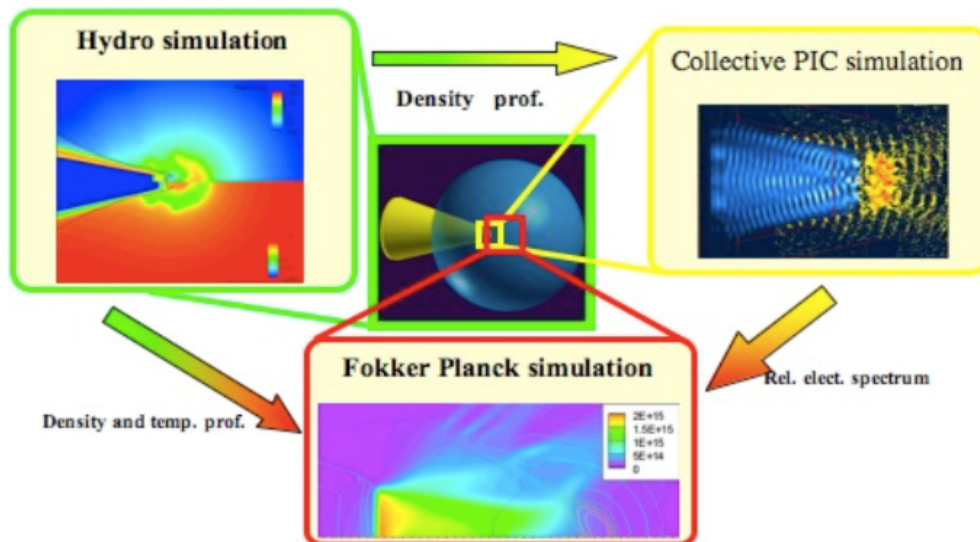 Hydro simulation
Density prof.
Collective PIC simulation
Density and temp. prof.
Rel. elect. spectrum
Fokker Planck simulation
2E+15
1.5E+15
1E+15
5E+14
0